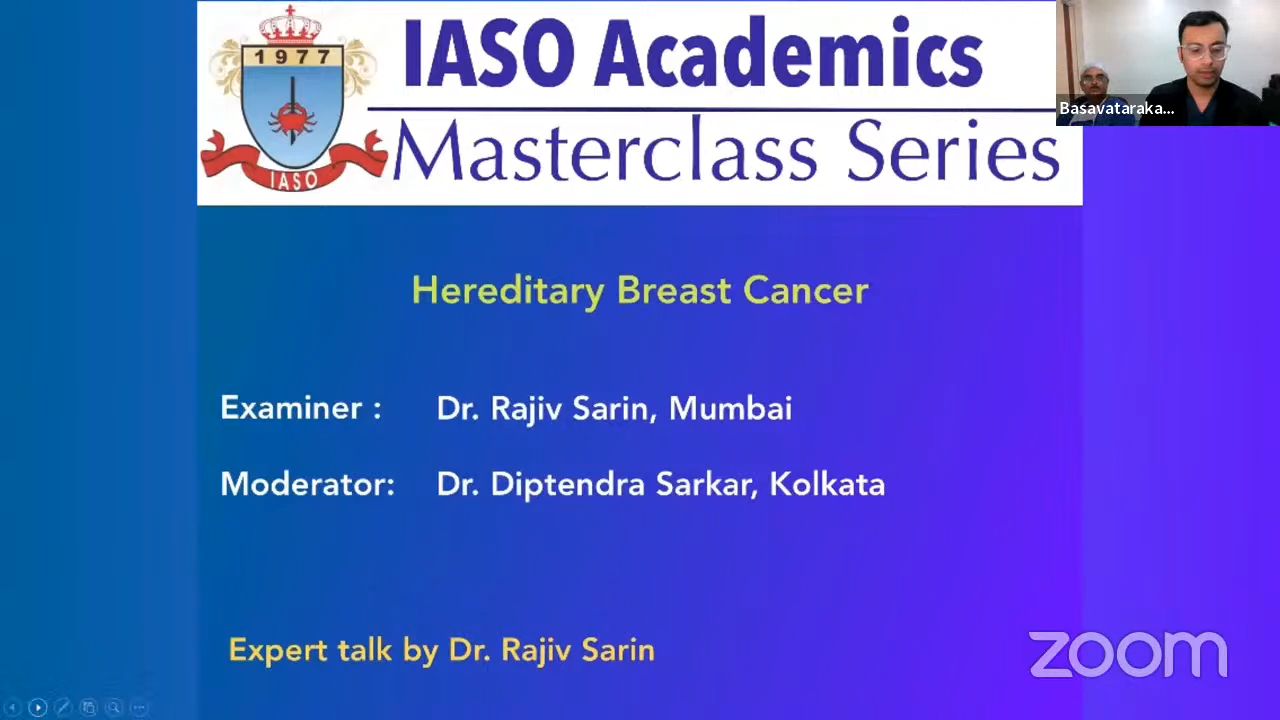 IASO Academics
Masterclass Series
1977
IASO
Basavataraka...
Hereditary Breast Cancer
Examiner : Dr. Rajiv Sarin, Mumbai
Moderator: Dr. Diptendra Sarkar, Kolkata
Expert talk by Dr. Rajiv Sarin
zoom